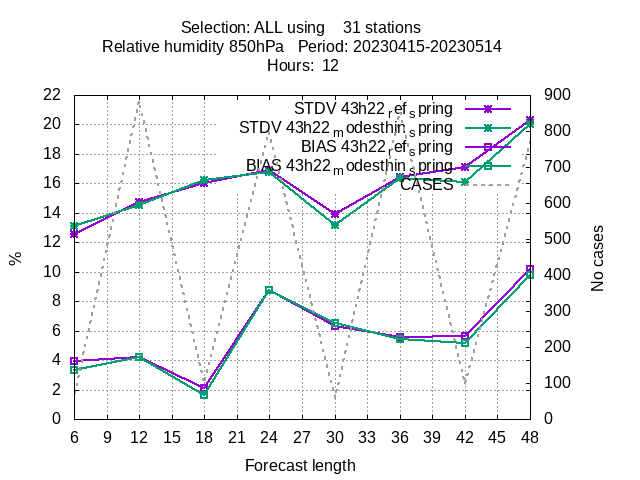 Selection: ALL using    31 stations
Relative humidity 850hPa   Period: 20230415-20230514
Hours:  12
STDV 43h22_ref_spring
STDV 43h22_modesthin_spring
BIAS 43h22_ref_spring
BIAS 43h22_modesthin_spring
CASES
22
20
18
16
14
12
10
8
6
4
2
0
%
900
800
700
600
500
400
300
200
100
0
No cases
6 9 12 15 18 21 24 27 30 33 36 39 42 45 48
Forecast length